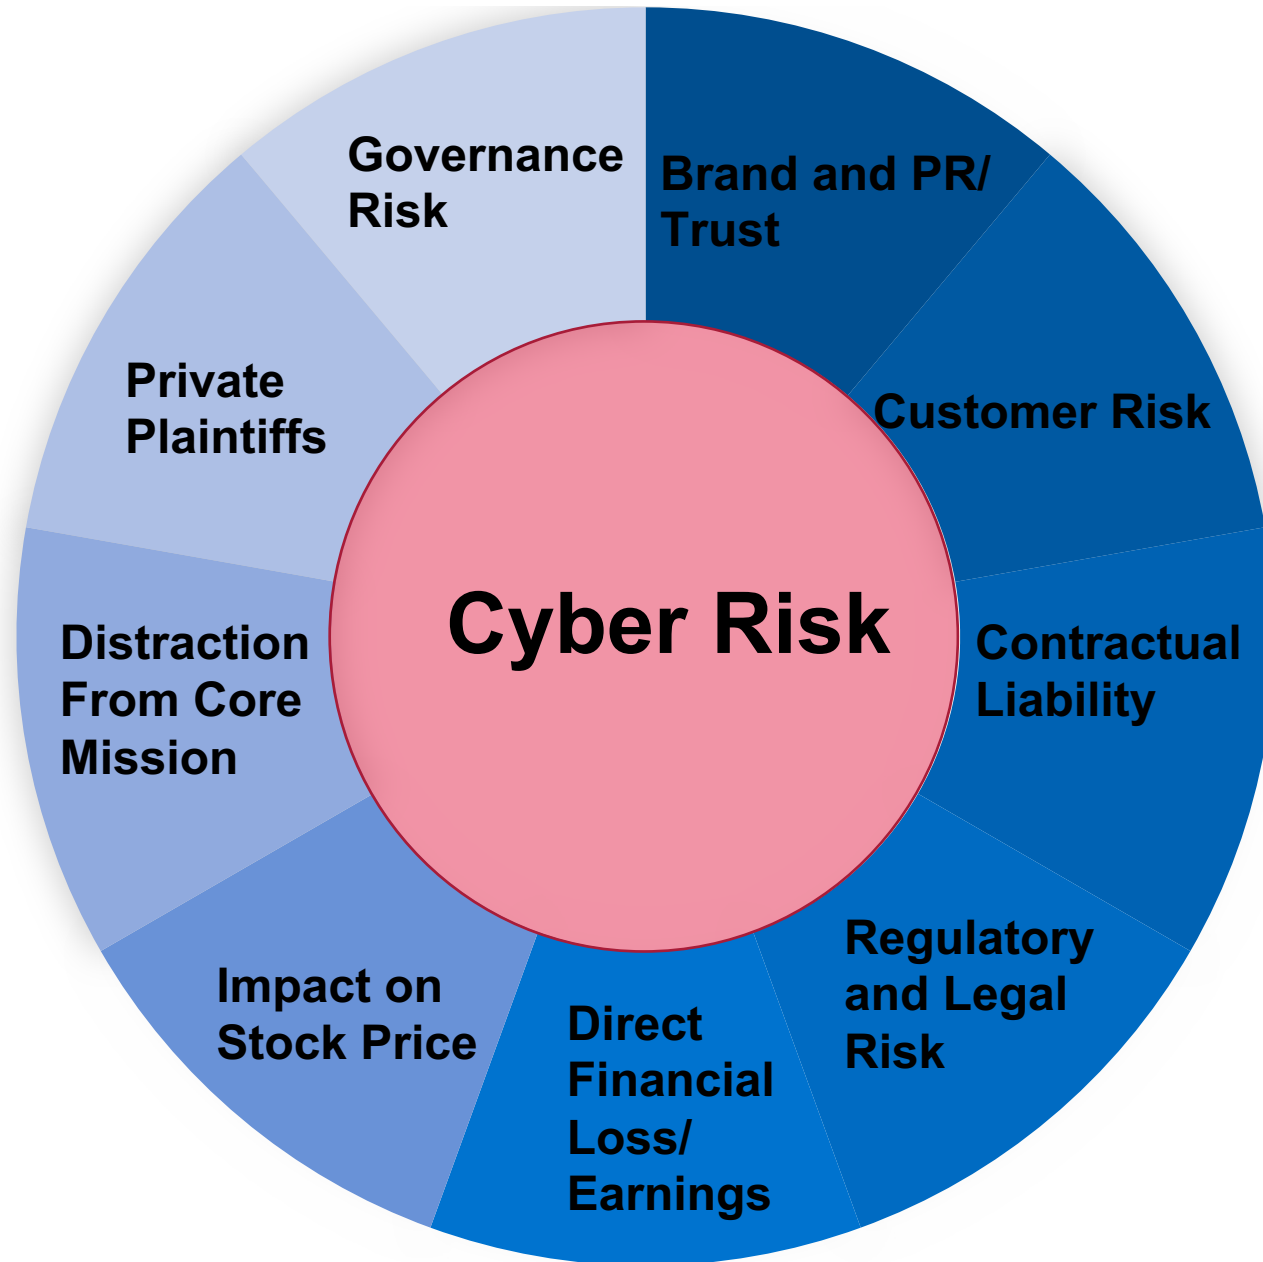 Governance
Risk
Brand and PR/
Trust
Customer Risk
Contractual
Liability
Regulatory
and Legal
Risk
Direct
Financial
Loss/
Earnings
Impact on
Stock Price
Distraction
From Core
Mission
Private
Plaintiffs
Cyber Risk